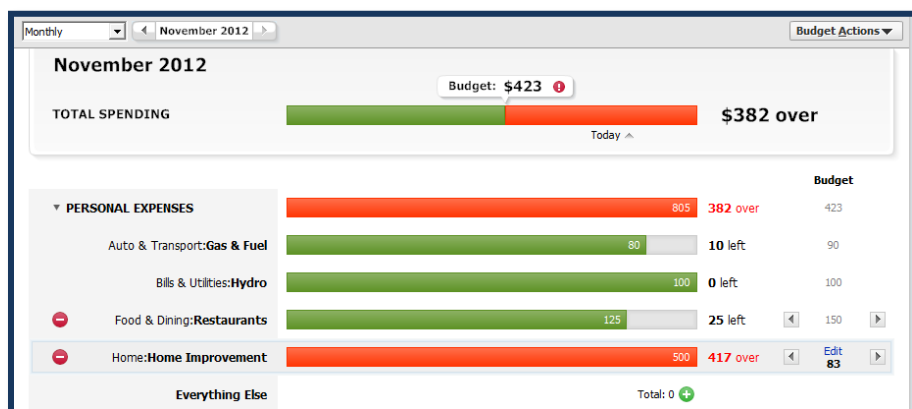 Monthly November 2012 Budget Actions
November 2012
Budget: $423
TOTAL SPENDING $382 over
Today
Budget
PERSONAL EXPENSES 805 382 over 423
Auto & Transport:Gas & Fuel 80 10 left 90
Bills & Utilities:Hydro 100 0 left 100
Food & Dining:Restaurants 125 25 left 150
Home:Home Improvement 500 417 over Edit
83
Everything Else Total: 0